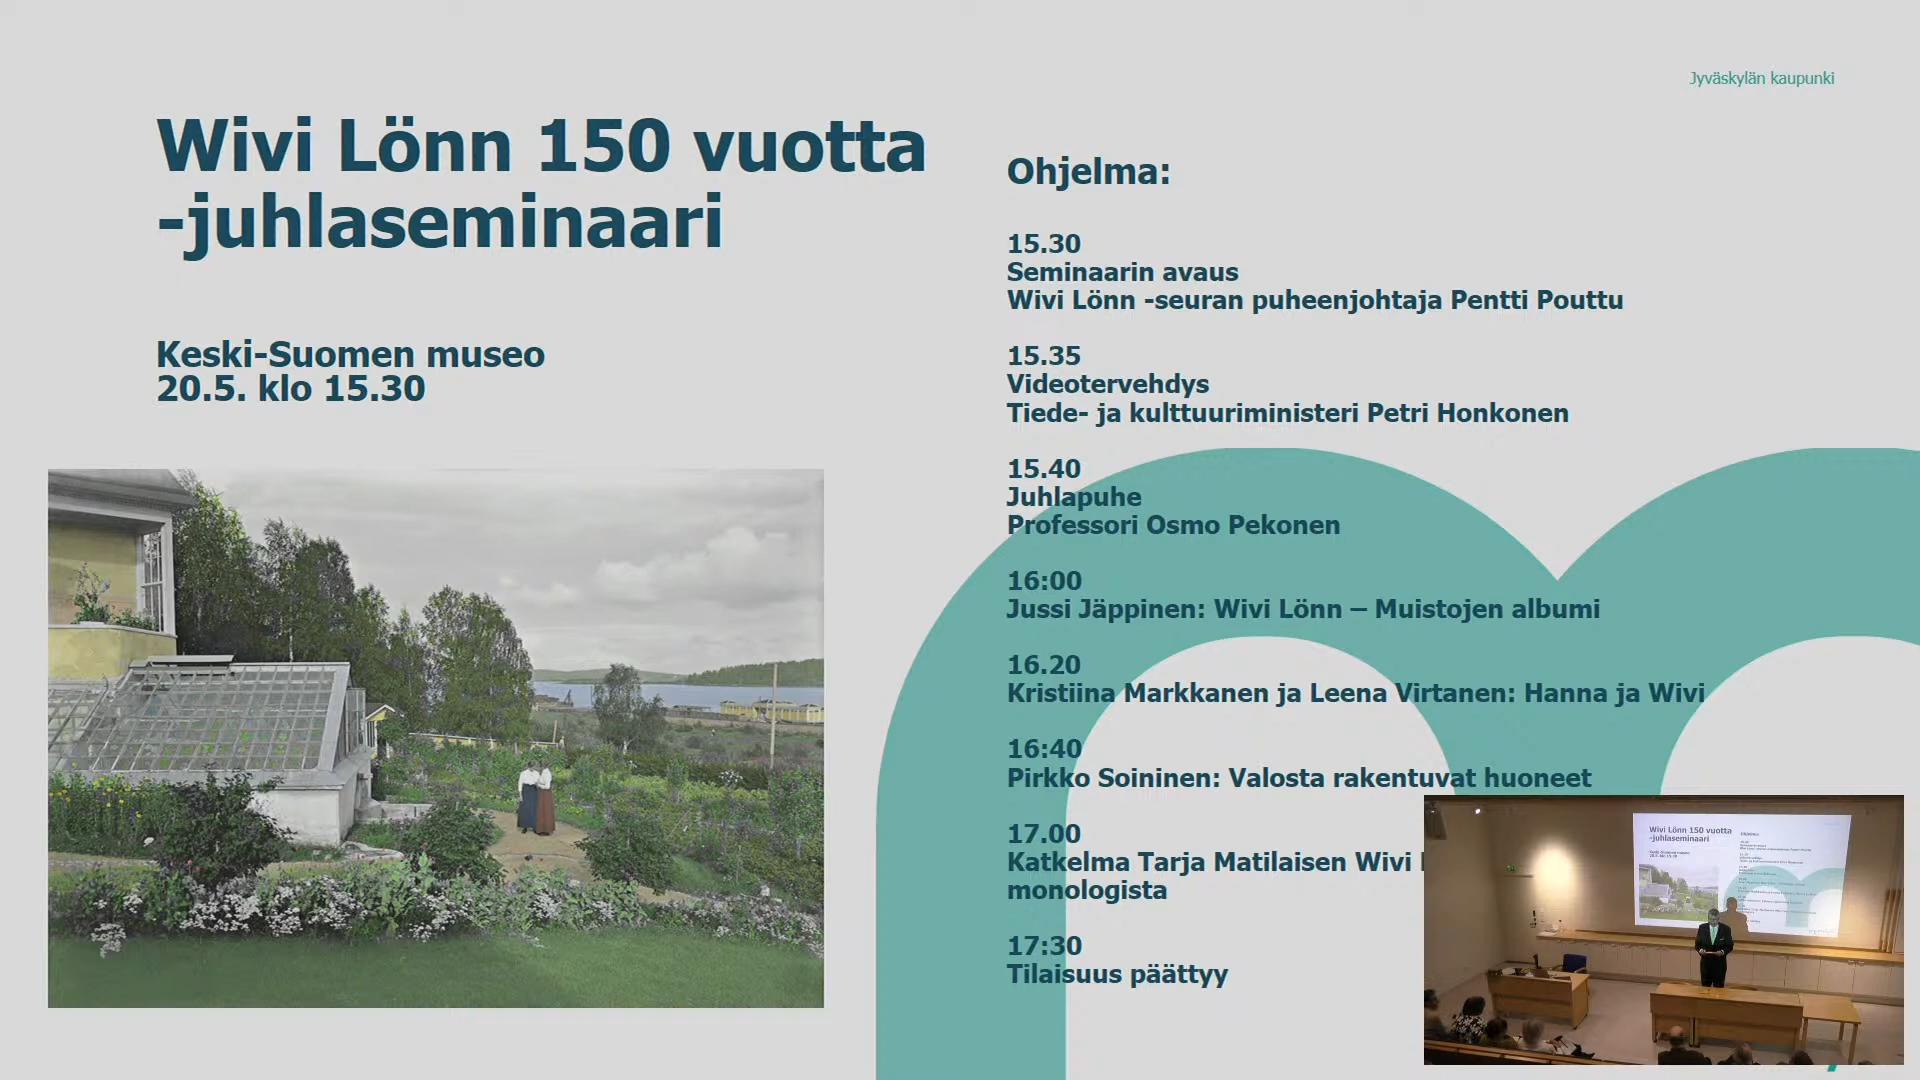 Jyväskylän kaupunki
Wivi Lönn 150 vuotta
-juhlaseminaari
Keski-Suomen museo
20.5. klo 15.30
Ohjelma:
15.30
Seminaarin avaus
Wivi Lönn -seuran puheenjohtaja Pentti Pouttu
15.35
Videotervehdys
Tiede- ja kulttuuriministeri Petri Honkonen
15.40
Juhlapuhe
Professori Osmo Pekonen
16:00
Jussi Jäppinen: Wivi Lönn – Muistojen albumi
16.20
Kristiina Markkanen ja Leena Virtanen: Hanna ja Wivi
16:40
Pirkko Soininen: Valosta rakentuvat huoneet
17.00
Katkelma Tarja Matilaisen Wivi
monologista
17:30
Tilaisuus päättyy
Wivi Lönn 150 vuotta
-juhlaseminaari